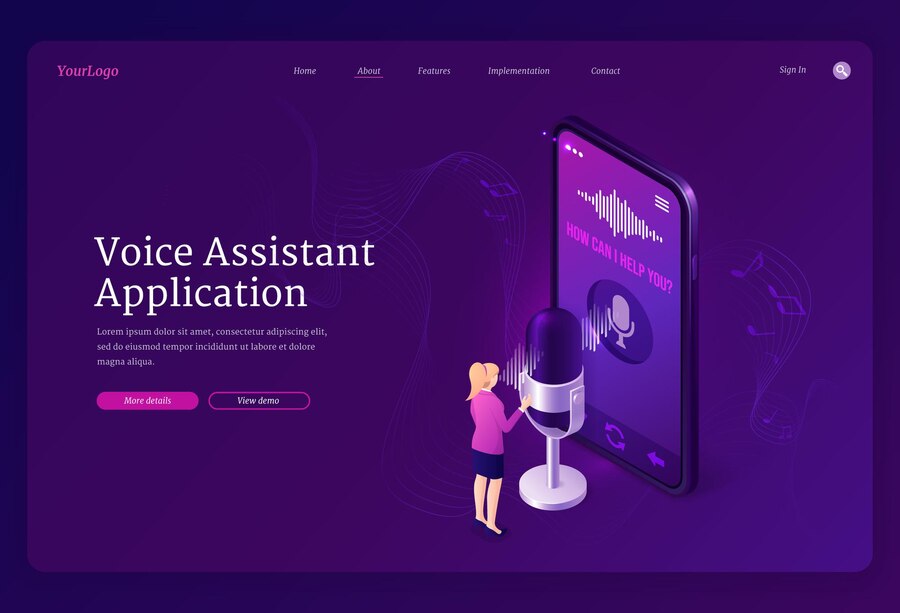 YourLogo
Home About Features Implementation Contact Sign In
HOW CAN I HELP YOU?
Voice Assistant
Application
Lorem ipsum dolor sit amet, consectetur adipiscing elit,
sed do eiusmod tempor incididunt ut labore et dolore
magna aliqua.
More details View demo